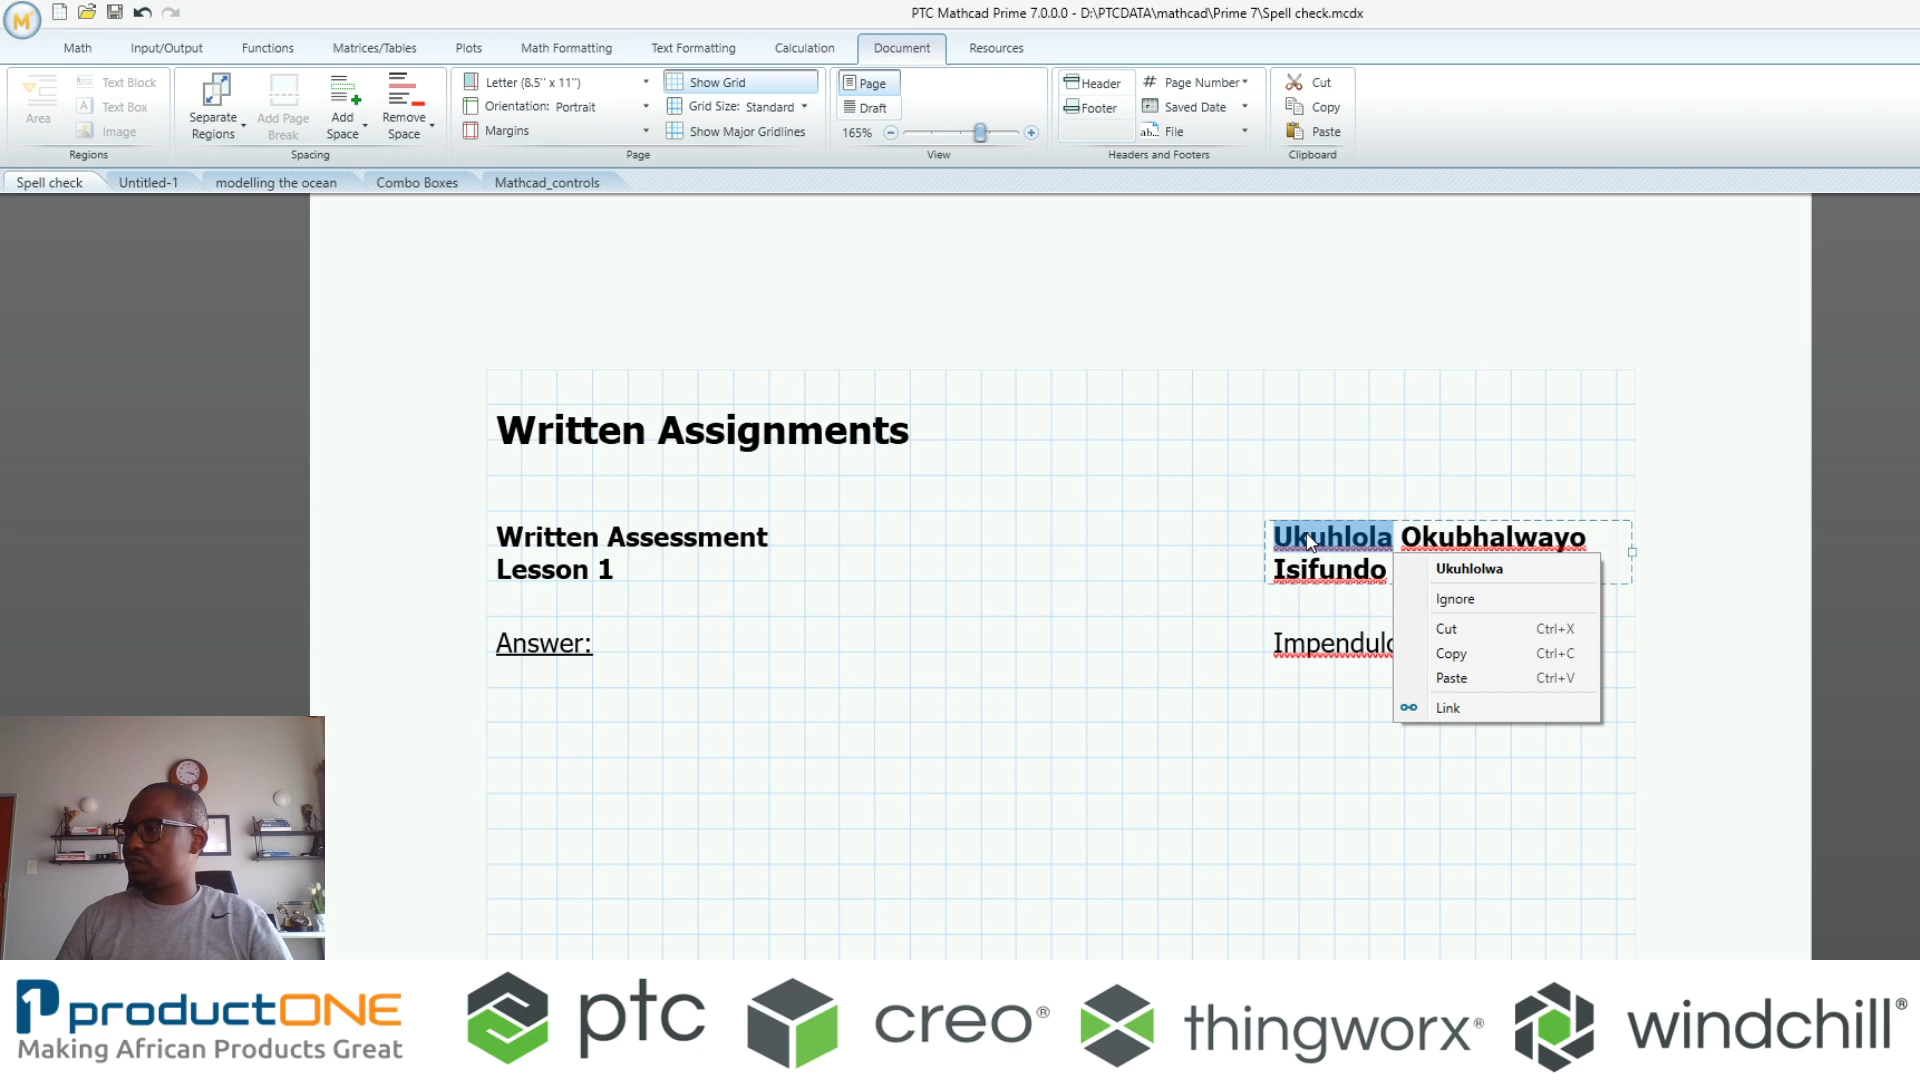 PTC Mathcad Prime 7.0.0.0 - D:\PTCDATA\mathcad\Prime 7\Spell check.mcdx
Math Input/Output Functions Matrices/Tables Plots Math Formatting Text Formatting Calculation Document Resources
Area
Text Block
Text Box
Image
Regions
Separate Regions
Add Page Break
Add Space
Remove Space
Spacing
Letter (8.5" x 11")
Orientation: Portrait
Margins
Show Grid
Grid Size: Standard
Show Major Gridlines
Page
Page
Draft
165%
View
Header
Footer
# Page Number
Saved Date
ab... File
Headers and Footers
Cut
Copy
Paste
Clipboard
Spell check Untitled-1 modelling the ocean Combo Boxes Mathcad_controls
Written Assignments
Written Assessment
Lesson 1
Answer:
Ukuhlola Okubhalwayo
Isifundo
Ukuhlolwa
Ignore
Cut Ctrl+X
Copy Ctrl+C
Paste Ctrl+V
Link
productONE
Making African Products Great
ptc
creo®
thingworx®
windchill®